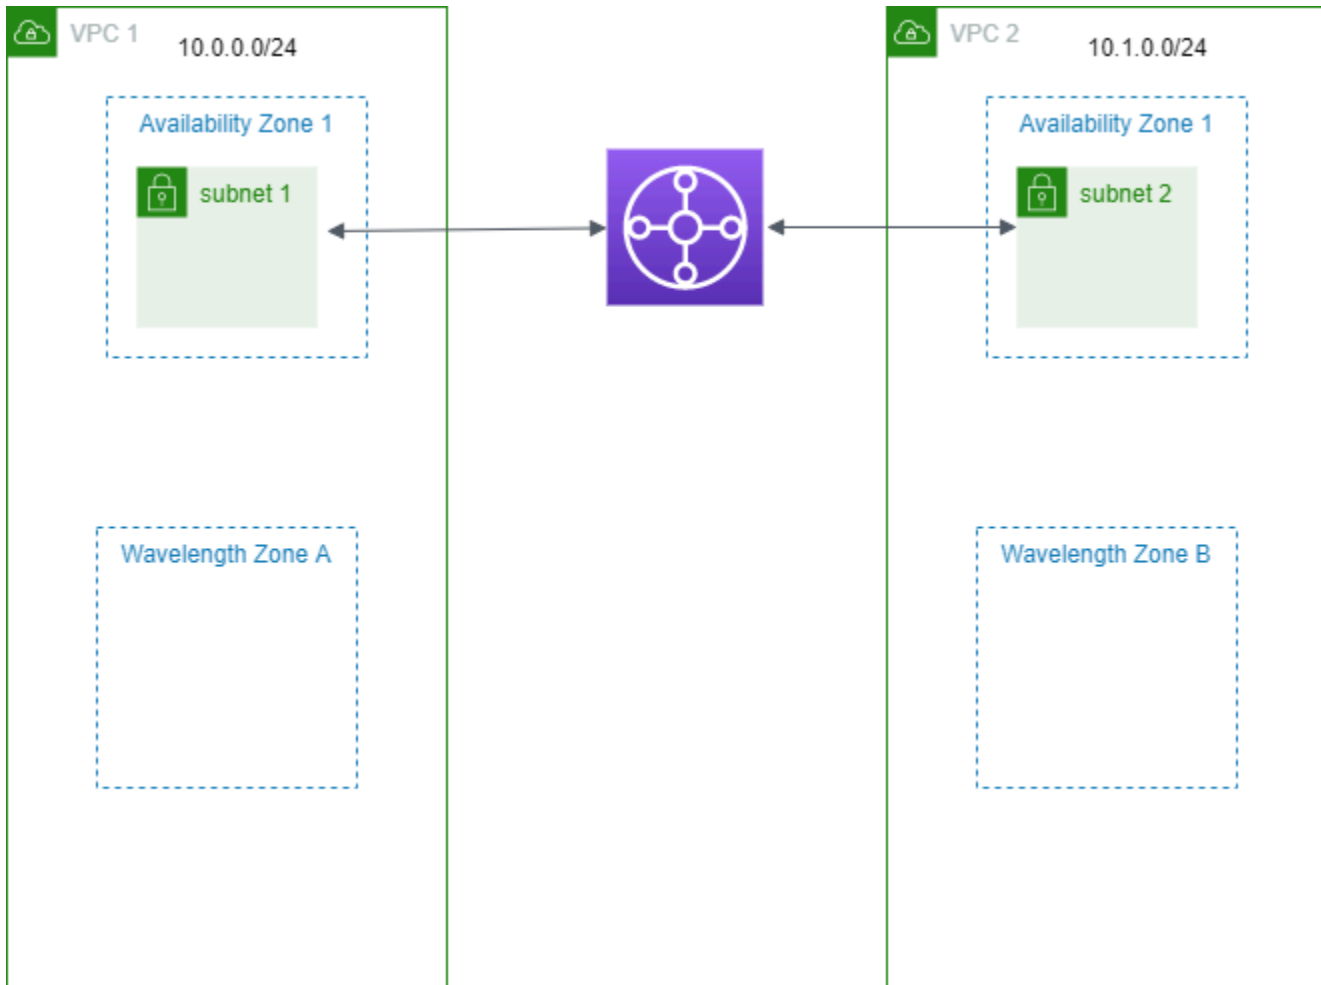 VPC 1
10.0.0.0/24
VPC 2
10.1.0.0/24
Availability Zone 1
Availability Zone 1
subnet 1
subnet 2
Wavelength Zone A
Wavelength Zone B